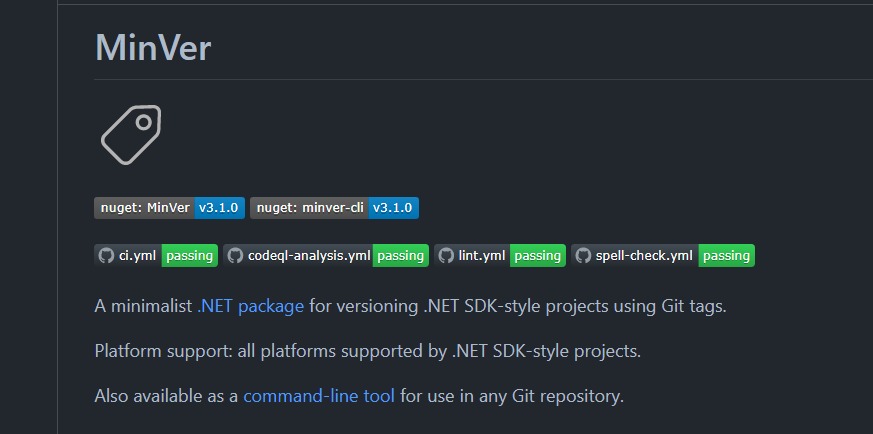 MinVer
nuget: MinVer v3.1.0 nuget: minver-cli v3.1.0
ci.yml passing codeql-analysis.yml passing lint.yml passing spell-check.yml passing
A minimalist .NET package for versioning .NET SDK-style projects using Git tags.
Platform support: all platforms supported by .NET SDK-style projects.
Also available as a command-line tool for use in any Git repository.